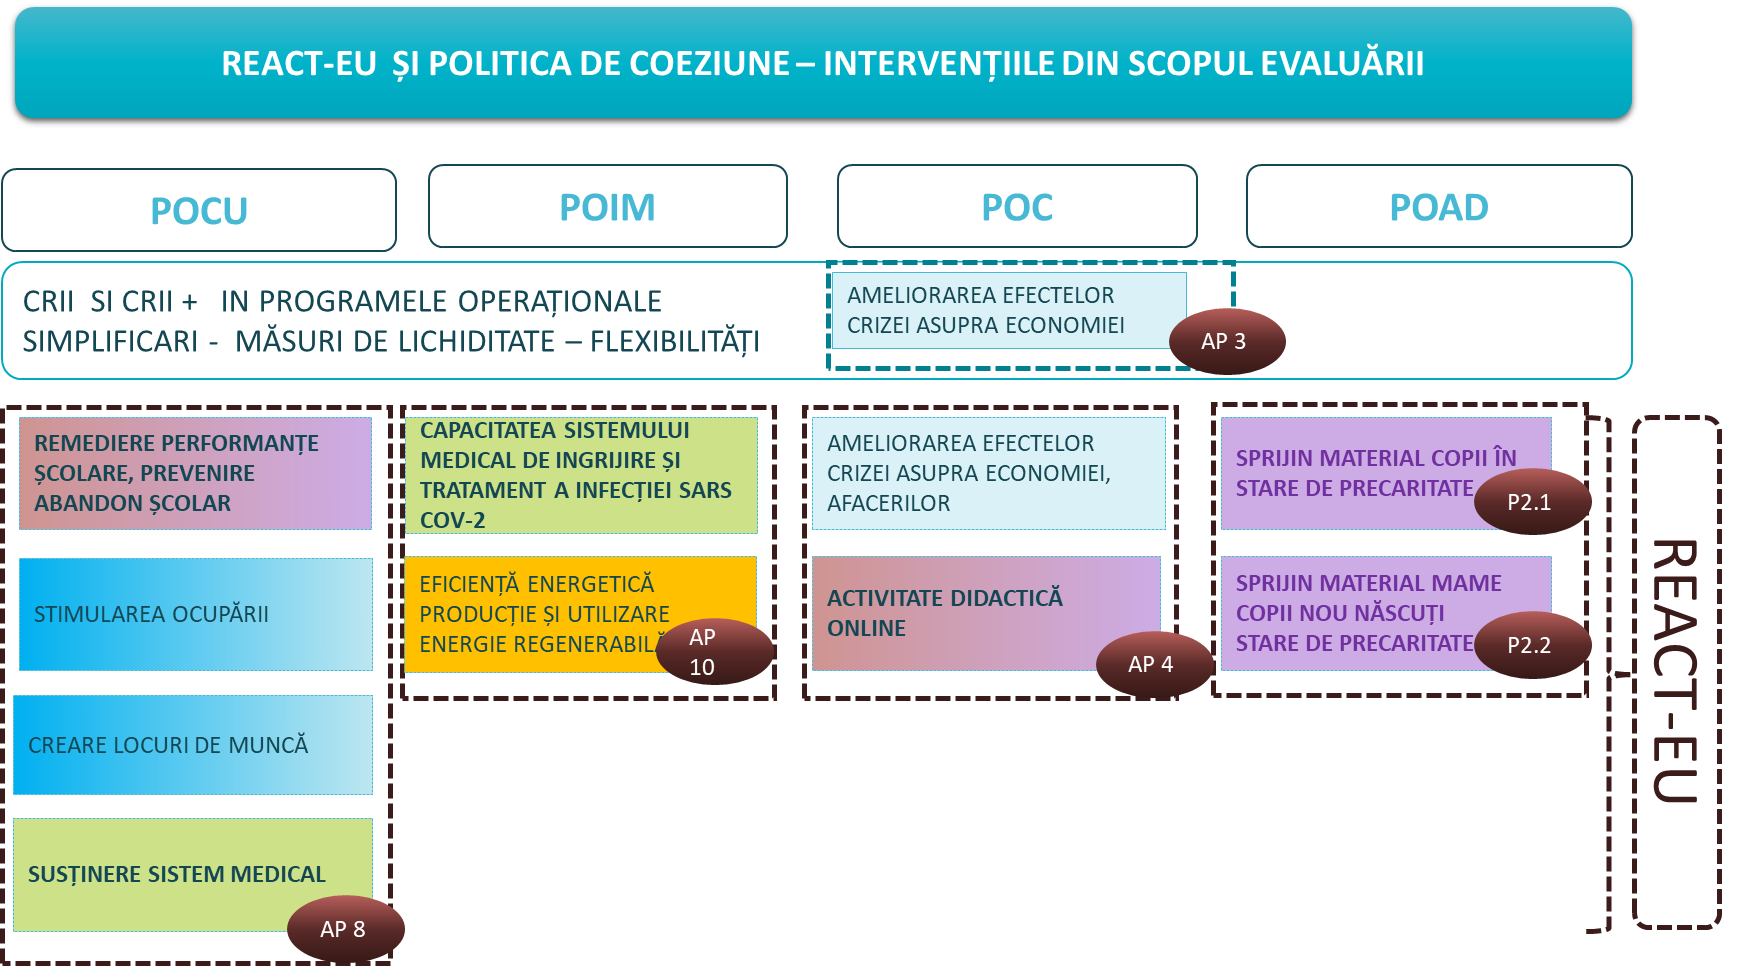 REACT-EU ȘI POLITICA DE COEZIUNE – INTERVENȚIILE DIN SCOPUL EVALUĂRII
POCU
POIM
POC
POAD
CRII SI CRII + IN PROGRAMELE OPERAȚIONALE
SIMPLIFICARI - MĂSURI DE LICHIDITATE – FLEXIBILITĂȚI
AMELIORAREA EFECTELOR
CRIZEI ASUPRA ECONOMIEI
AP 3
REMEDIERE PERFORMANȚE
ȘCOLARE, PREVENIRE
ABANDON ȘCOLAR
STIMULAREA OCUPĂRII
CREARE LOCURI DE MUNCĂ
SUSȚINERE SISTEM MEDICAL
AP 8
CAPACITATEA SISTEMULUI
MEDICAL DE INGRIJIRE ȘI
TRATAMENT A INFECȚIEI SARS
COV-2
EFICIENȚĂ ENERGETICĂ
PRODUCȚIE ȘI UTILIZARE
ENERGIE REGENERABILĂ
AP
10
AMELIORAREA EFECTELOR
CRIZEI ASUPRA ECONOMIEI,
AFACERILOR
ACTIVITATE DIDACTICĂ
ONLINE
AP 4
SPRIJIN MATERIAL COPII ÎN
STARE DE PRECARITATE
P2.1
SPRIJIN MATERIAL MAME
COPII NOU NĂSCUȚI
STARE DE PRECARITATE
P2.2
REACT-EU